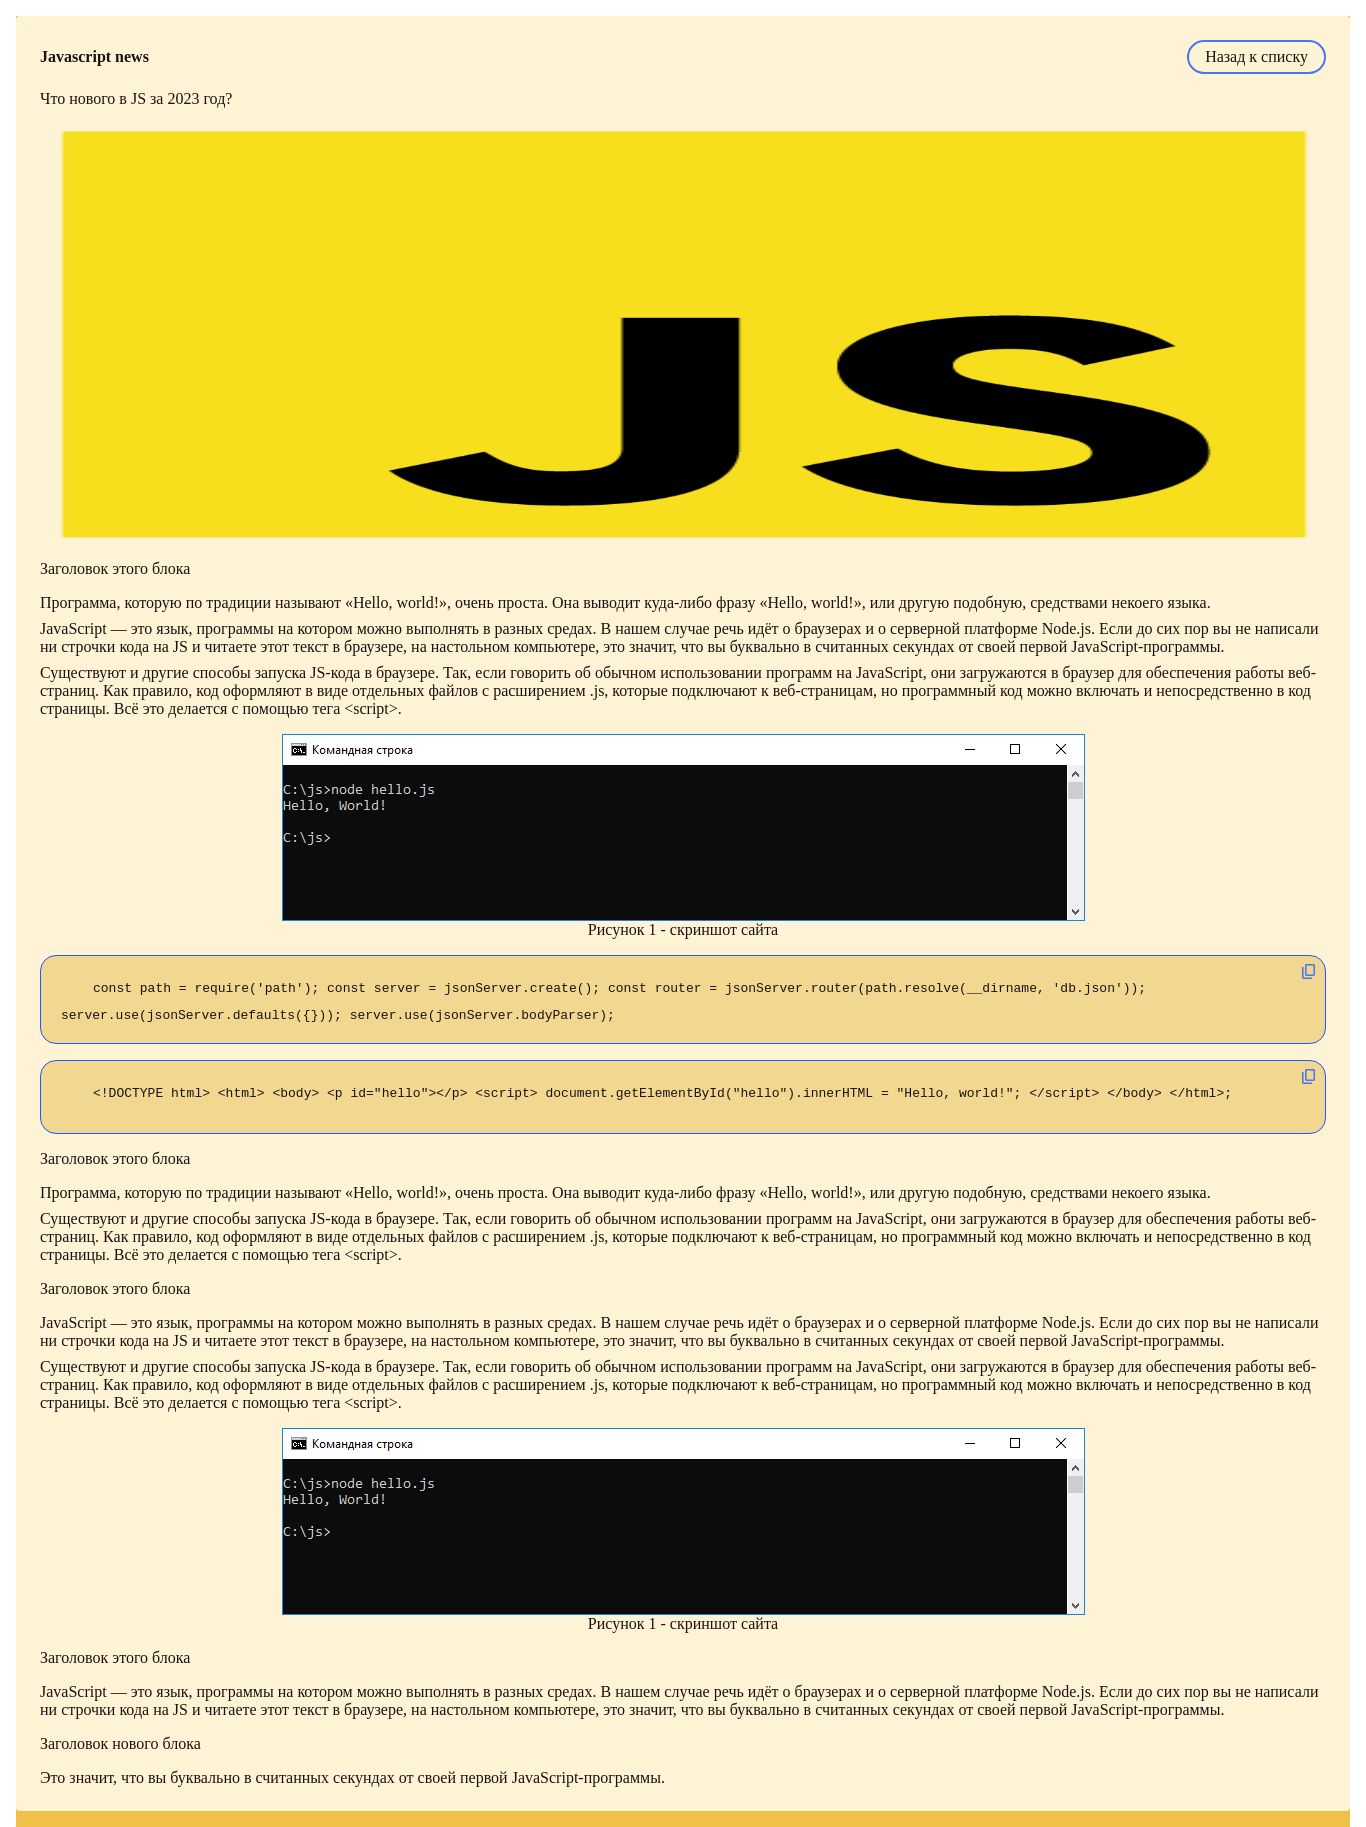 Javascript news
Назад к списку
Что нового в JS за 2023 год?
JS
Заголовок этого блока
Программа, которую по традиции называют «Hello, world!», очень проста. Она выводит куда-либо фразу «Hello, world!», или другую подобную, средствами некоего языка.
JavaScript — это язык, программы на котором можно выполнять в разных средах. В нашем случае речь идёт о браузерах и о серверной платформе Node.js. Если до сих пор вы не написали
ни строчки кода на JS и читаете этот текст в браузере, на настольном компьютере, это значит, что вы буквально в считанных секундах от своей первой JavaScript-программы.
Существуют и другие способы запуска JS-кода в браузере. Так, если говорить об обычном использовании программ на JavaScript, они загружаются в браузер для обеспечения работы веб-
страниц. Как правило, код оформляют в виде отдельных файлов с расширением .js, которые подключают к веб-страницам, но программный код можно включать и непосредственно в код
страницы. Всё это делается с помощью тега <script>.
Командная строка
C:\js>node hello.js
Hello, World!
C:\js>
Рисунок 1 - скриншот сайта
const path = require('path'); const server = jsonServer.create(); const router = jsonServer.router(path.resolve(__dirname, 'db.json'));
server.use(jsonServer.defaults({})); server.use(jsonServer.bodyParser);
<!DOCTYPE html> <html> <body> <p id="hello"></p> <script> document.getElementById("hello").innerHTML = "Hello, world!"; </script> </body> </html>;
Заголовок этого блока
Программа, которую по традиции называют «Hello, world!», очень проста. Она выводит куда-либо фразу «Hello, world!», или другую подобную, средствами некоего языка.
Существуют и другие способы запуска JS-кода в браузере. Так, если говорить об обычном использовании программ на JavaScript, они загружаются в браузер для обеспечения работы веб-
страниц. Как правило, код оформляют в виде отдельных файлов с расширением .js, которые подключают к веб-страницам, но программный код можно включать и непосредственно в код
страницы. Всё это делается с помощью тега <script>.
Заголовок этого блока
JavaScript — это язык, программы на котором можно выполнять в разных средах. В нашем случае речь идёт о браузерах и о серверной платформе Node.js. Если до сих пор вы не написали
ни строчки кода на JS и читаете этот текст в браузере, на настольном компьютере, это значит, что вы буквально в считанных секундах от своей первой JavaScript-программы.
Существуют и другие способы запуска JS-кода в браузере. Так, если говорить об обычном использовании программ на JavaScript, они загружаются в браузер для обеспечения работы веб-
страниц. Как правило, код оформляют в виде отдельных файлов с расширением .js, которые подключают к веб-страницам, но программный код можно включать и непосредственно в код
страницы. Всё это делается с помощью тега <script>.
Командная строка
C:\js>node hello.js
Hello, World!
C:\js>
Рисунок 1 - скриншот сайта
Заголовок этого блока
JavaScript — это язык, программы на котором можно выполнять в разных средах. В нашем случае речь идёт о браузерах и о серверной платформе Node.js. Если до сих пор вы не написали
ни строчки кода на JS и читаете этот текст в браузере, на настольном компьютере, это значит, что вы буквально в считанных секундах от своей первой JavaScript-программы.
Заголовок нового блока
Это значит, что вы буквально в считанных секундах от своей первой JavaScript-программы.